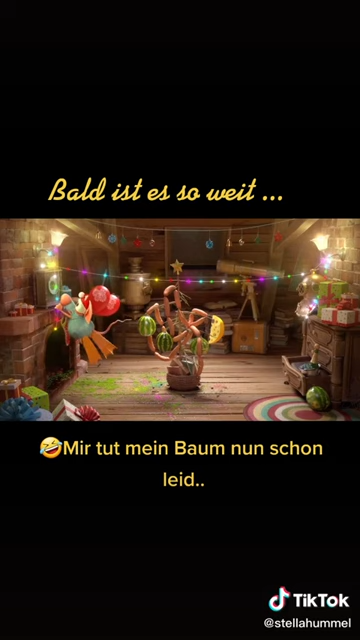 Bald ist es so weit ...
🤣Mir tut mein Baum nun schon
leid..
TikTok
@stellahummel